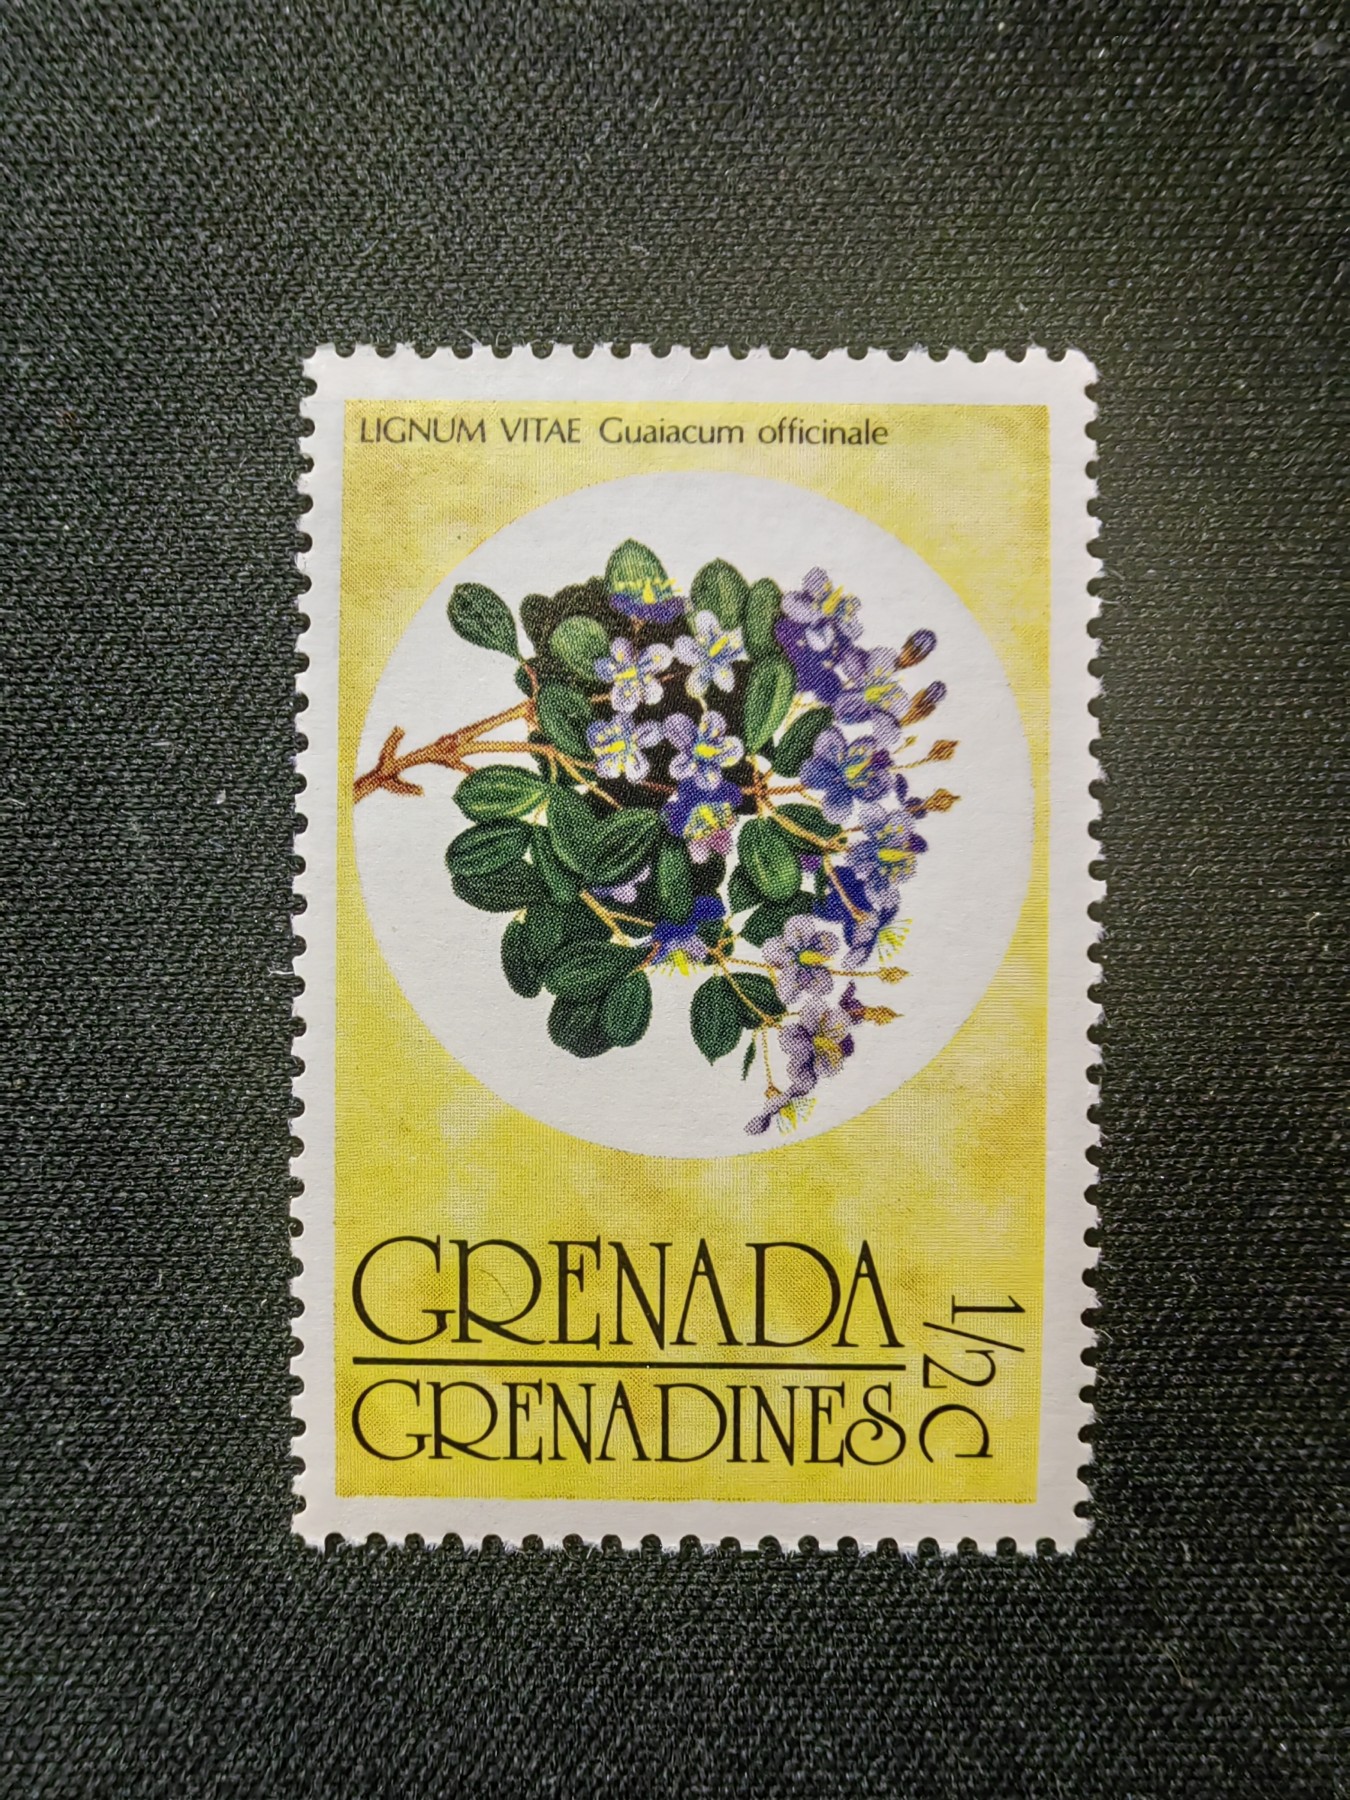 LIGNUM VITAE Guaiacum officinale
GRENADA
GRENADINES
1/2c